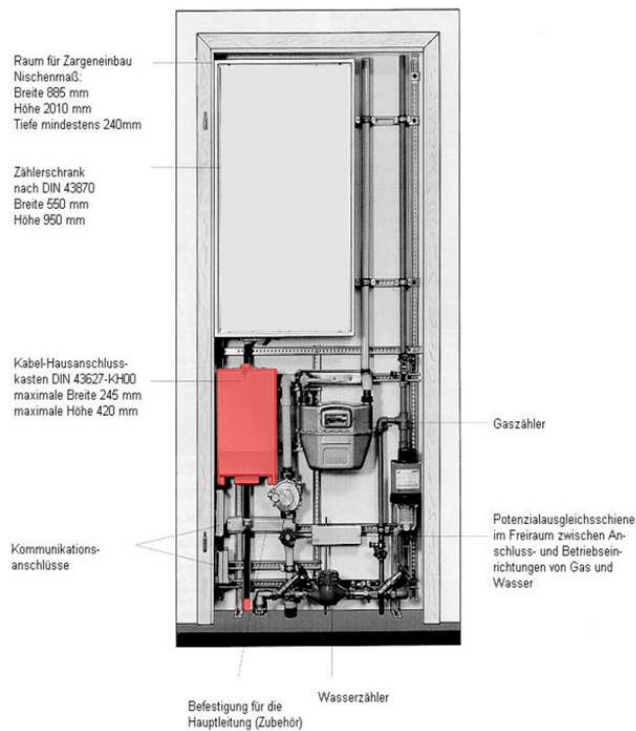 Raum für Zargeneinbau
Nischenmaß:
Breite 885 mm
Höhe 2010 mm
Tiefe mindestens 240mm
Zählerschrank
nach DIN 43870
Breite 550 mm
Höhe 950 mm
Kabel-Hausanschluss-
kasten DIN 43627-KH00
maximale Breite 245 mm
maximale Höhe 420 mm
Gaszähler
Kommunikations-
anschlüsse
Potenzialausgleichsschiene
im Freiraum zwischen An-
schluss- und Betriebsein-
richtungen von Gas und
Wasser
Befestigung für die
Hauptleitung (Zubehör)
Wasserzähler